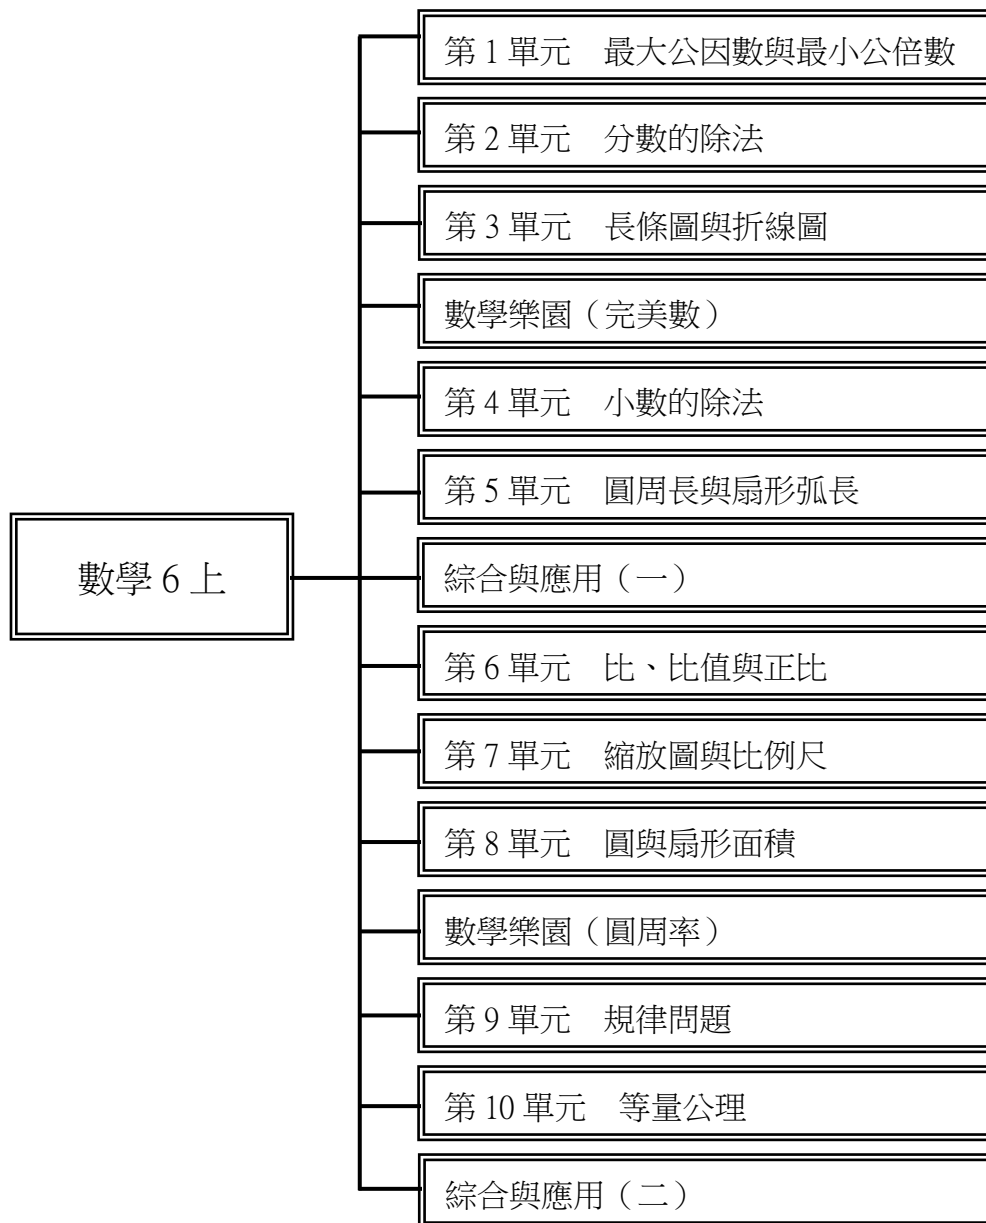 第 1 單元　最大公因數與最小公倍數
第 2 單元　分數的除法
第 3 單元　長條圖與折線圖
數學樂園（完美數）
第 4 單元　小數的除法
第 5 單元　圓周長與扇形弧長
數學 6 上
綜合與應用（一）
第 6 單元　比、比值與正比
第 7 單元　縮放圖與比例尺
第 8 單元　圓與扇形面積
數學樂園（圓周率）
第 9 單元　規律問題
第 10 單元　等量公理
綜合與應用（二）